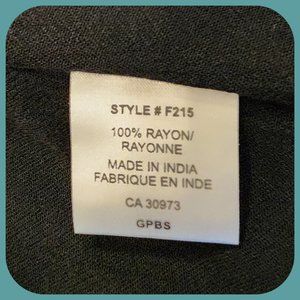 STYLE # F215
100% RAYON/
RAYONNE
MADE IN INDIA
FABRIQUE EN INDE
CA 30973
GPBS